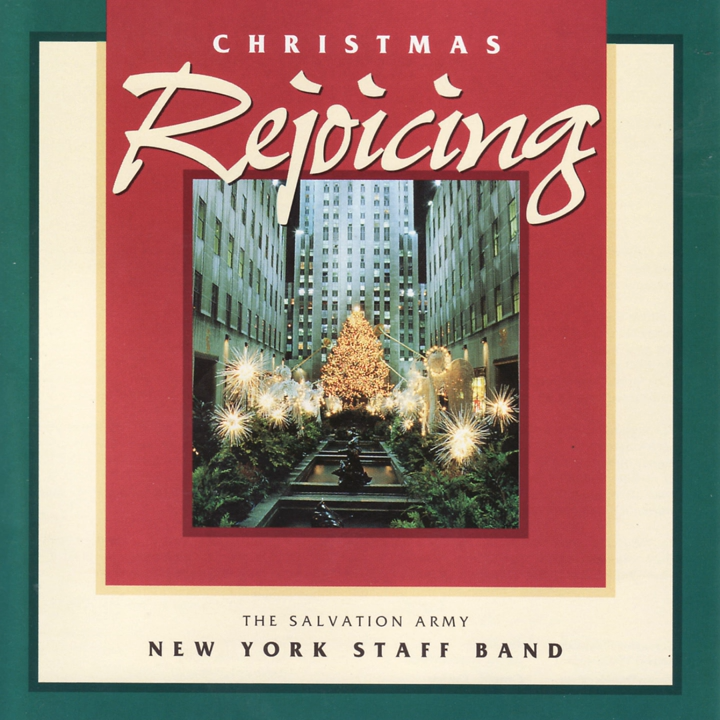 CHRISTMAS
Rejoicing
THE SALVATION ARMY
NEW YORK STAFF BAND